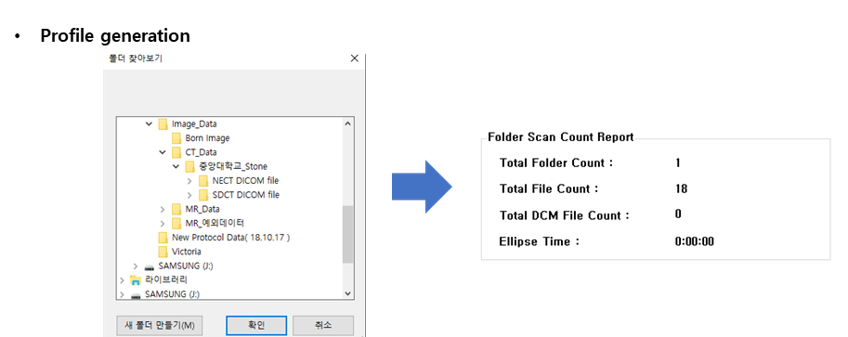 • Profile generation
폴더 찾아보기
Image_Data
Born Image
CT_Data
중앙대학교_Stone
NECT DICOM file
SDCT DICOM file
MR_Data
MR_예외데이터
New Protocol Data( 18.10.17 )
Victoria
SAMSUNG (J:)
라이브러리
SAMSUNG (J:)
새 폴더 만들기(M) 확인 취소
Folder Scan Count Report
Total Folder Count : 1
Total File Count : 18
Total DCM File Count : 0
Ellipse Time : 0:00:00